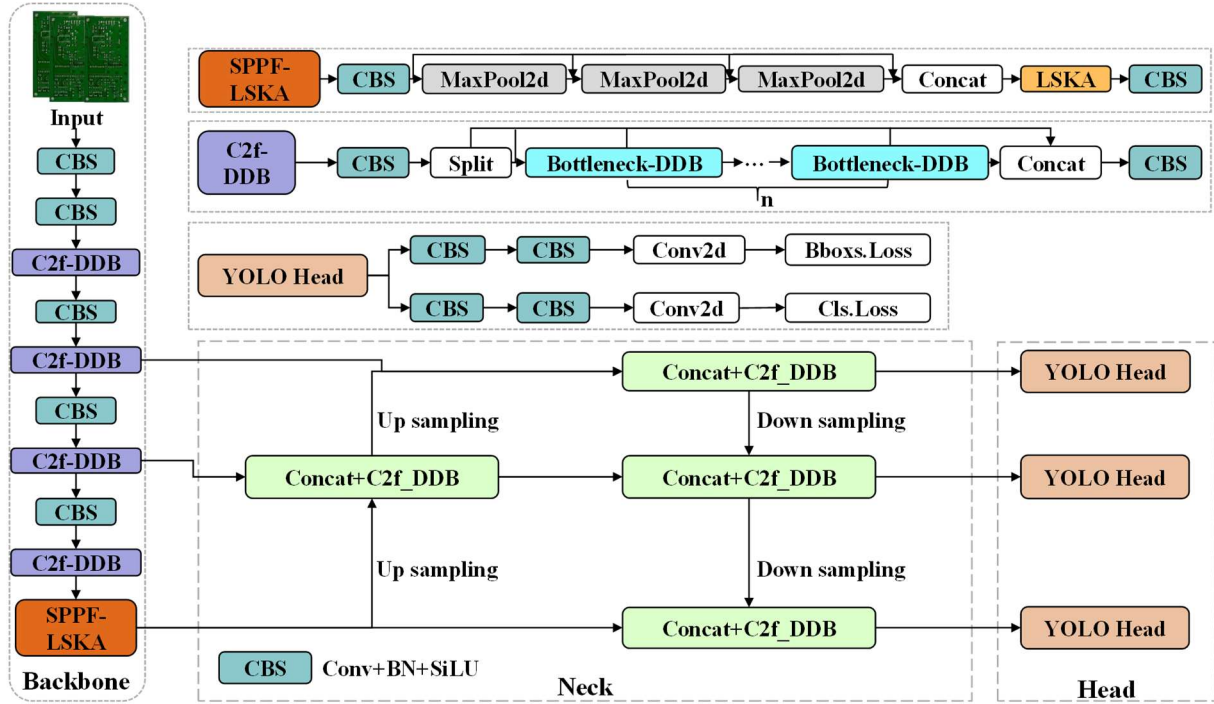 Input
CBS
CBS
C2f-DDB
CBS
C2f-DDB
CBS
C2f-DDB
CBS
C2f-DDB
SPPF-
LSKA
Backbone
SPPF-
LSKA
CBS
MaxPool2d
MaxPool2d
MaxPool2d
Concat
LSKA
CBS
C2f-
DDB
CBS
Split
Bottleneck-DDB
...
Bottleneck-DDB
Concat
CBS
n
YOLO Head
CBS
CBS
Conv2d
Bboxs.Loss
CBS
CBS
Conv2d
Cls.Loss
Concat+C2f_DDB
YOLO Head
Up sampling
Down sampling
Concat+C2f_DDB
Concat+C2f_DDB
YOLO Head
Up sampling
Down sampling
Concat+C2f_DDB
YOLO Head
CBS
Conv+BN+SiLU
Neck
Head